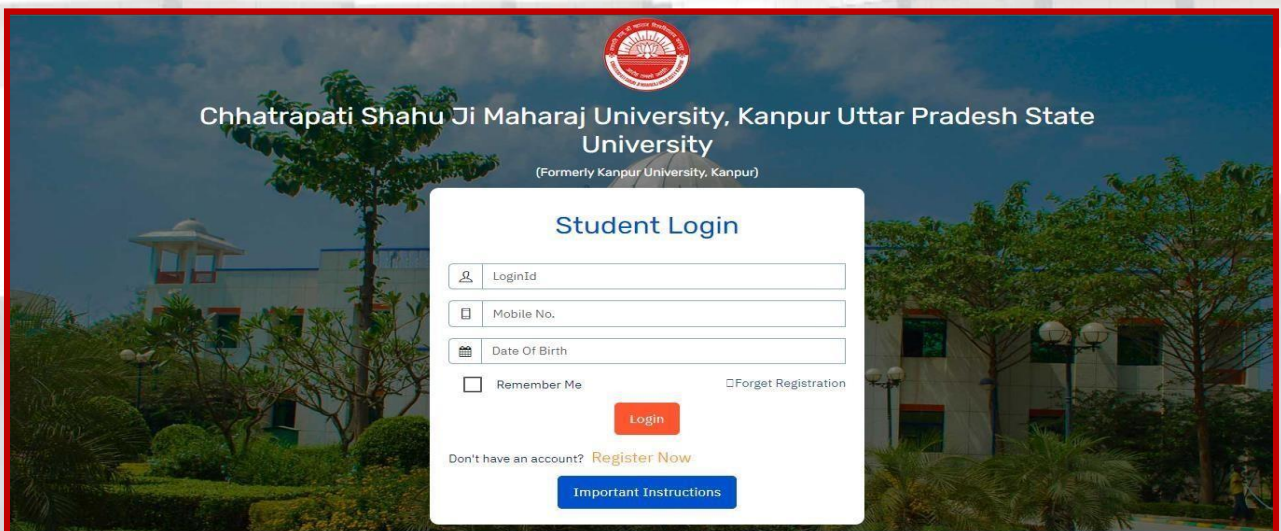 Chhatrapati Shahu Ji Maharaj University, Kanpur Uttar Pradesh State
University
(Formerly Kanpur University, Kanpur)
Student Login
LoginId
Mobile No.
Date Of Birth
Remember Me
Forget Registration
Login
Don't have an account? Register Now
Important Instructions